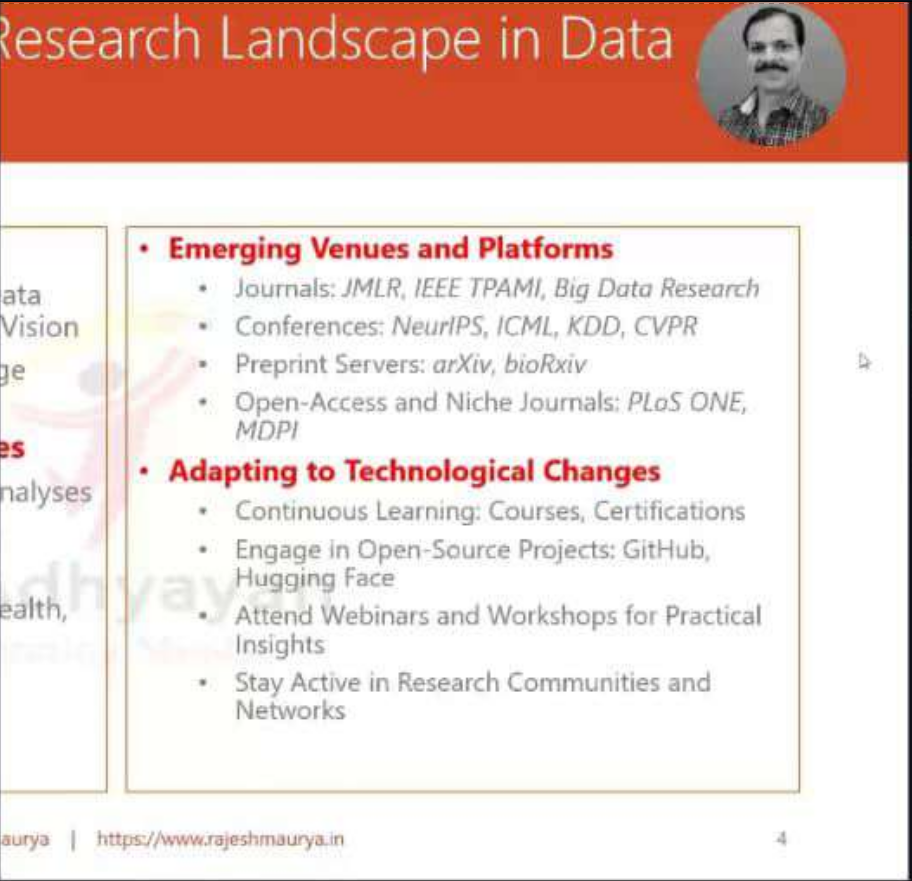 Research Landscape in Data
ata
Vision
ge
es
nalyses
ealth,
• Emerging Venues and Platforms
• Journals: JMLR, IEEE TPAMI, Big Data Research
• Conferences: NeurIPS, ICML, KDD, CVPR
• Preprint Servers: arXiv, bioRxiv
• Open-Access and Niche Journals: PLoS ONE,
MDPI
• Adapting to Technological Changes
• Continuous Learning: Courses, Certifications
• Engage in Open-Source Projects: GitHub,
Hugging Face
• Attend Webinars and Workshops for Practical
Insights
• Stay Active in Research Communities and
Networks
aurya | https://www.rajeshmaurya.in
4